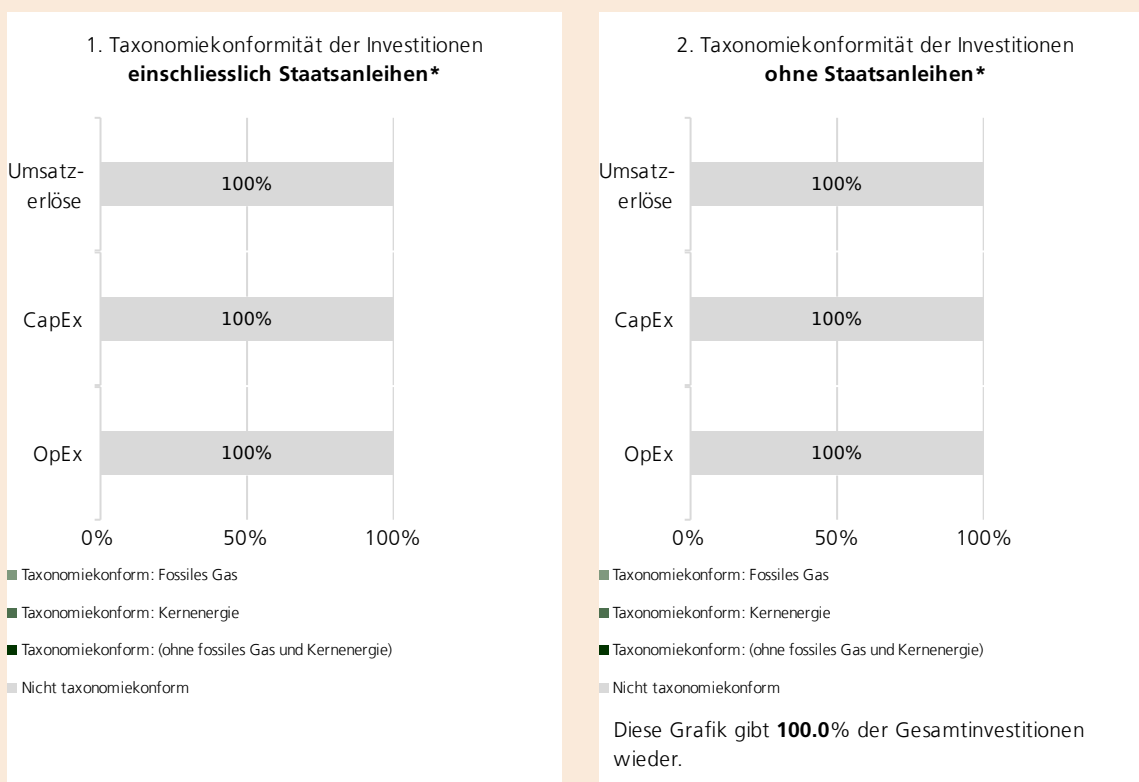 1. Taxonomiekonformität der Investitionen
einschliesslich Staatsanleihen*
Umsatz-
erlöse
100%
CapEx
100%
OpEx
100%
0% 50% 100%
Taxonomiekonform: Fossiles Gas
Taxonomiekonform: Kernenergie
Taxonomiekonform: (ohne fossiles Gas und Kernenergie)
Nicht taxonomiekonform
2. Taxonomiekonformität der Investitionen
ohne Staatsanleihen*
Umsatz-
erlöse
100%
CapEx
100%
OpEx
100%
0% 50% 100%
Taxonomiekonform: Fossiles Gas
Taxonomiekonform: Kernenergie
Taxonomiekonform: (ohne fossiles Gas und Kernenergie)
Nicht taxonomiekonform
Diese Grafik gibt 100.0% der Gesamtinvestitionen
wieder.